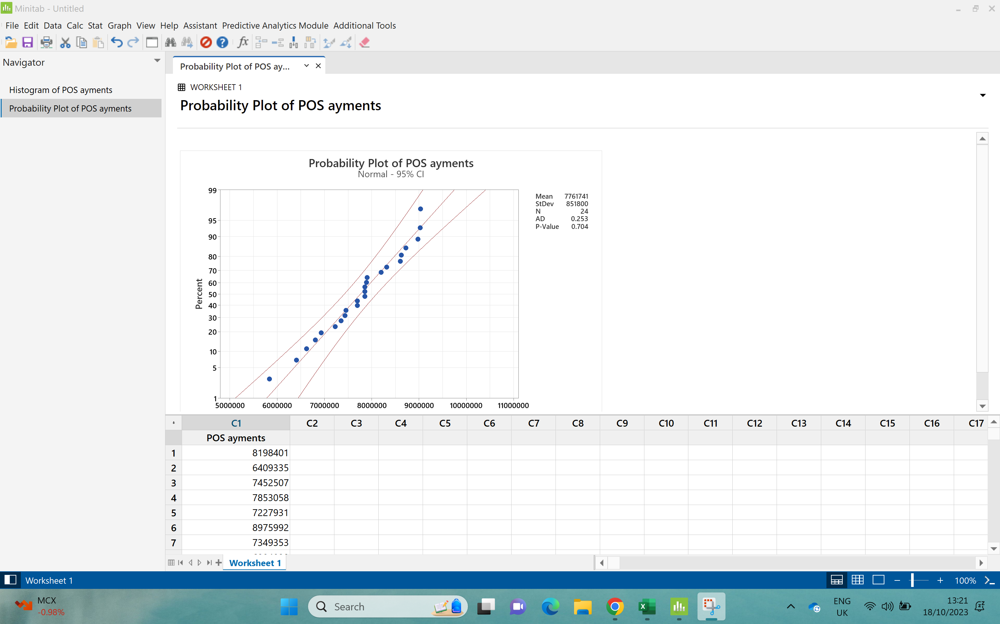 Minitab - Untitled
File Edit Data Calc Stat Graph View Help Assistant Predictive Analytics Module Additional Tools
Navigator
Histogram of POS ayments
Probability Plot of POS ayments
Probability Plot of POS ay...
WORKSHEET 1
Probability Plot of POS ayments
Probability Plot of POS ayments
Normal - 95% CI
Mean 7761741
StDev 851800
N 24
AD 0.253
P-Value 0.704
Percent
99
95
90
80
70
60
50
40
30
20
10
5
1
5000000 6000000 7000000 8000000 9000000 10000000 11000000
C1 C2 C3 C4 C5 C6 C7 C8 C9 C10 C11 C12 C13 C14 C15 C16 C17
POS ayments
1 8198401
2 6409335
3 7452507
4 7853058
5 7227931
6 8975992
7 7349353
Worksheet 1
Worksheet 1
100%
MCX
-0.98%
Search
ENG
UK
13:21
18/10/2023